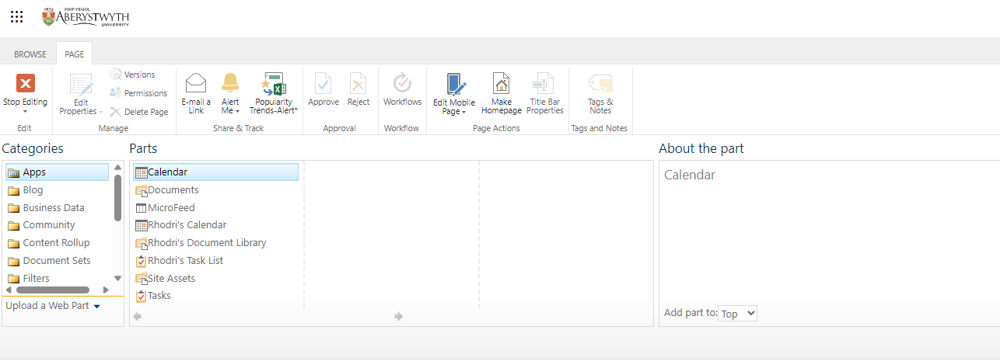 1872
PRIFYSGOL
ABERYSTWYTH
UNIVERSITY
BROWSE
PAGE
Stop Editing
Edit
Properties
Versions
Permissions
Delete Page
E-mail a
Link
Alert
Me
Popularity
Trends-Alert*
Approve
Reject
Workflows
Edit Mobile
Page
Make
Homepage
Title Bar
Properties
Tags &
Notes
Edit
Manage
Share & Track
Approval
Workflow
Page Actions
Tags and Notes
Categories
Apps
Blog
Business Data
Community
Content Rollup
Document Sets
Filters
Upload a Web Part
Parts
Calendar
Documents
MicroFeed
Rhodri's Calendar
Rhodri's Document Library
Rhodri's Task List
Site Assets
Tasks
About the part
Calendar
Add part to: Top